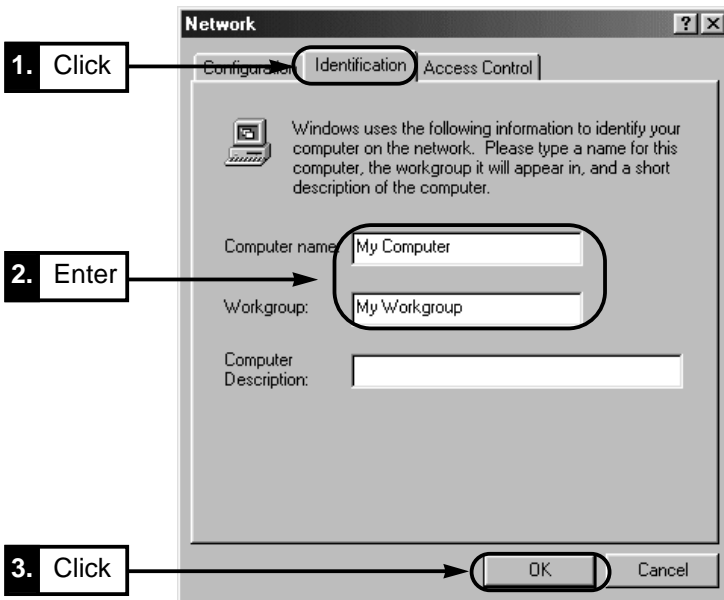 Network
1. Click
Configuration Identification Access Control
Windows uses the following information to identify your
computer on the network. Please type a name for this
computer, the workgroup it will appear in, and a short
description of the computer.
Computer name: My Computer
2. Enter
Workgroup: My Workgroup
Computer
Description:
3. Click
OK Cancel